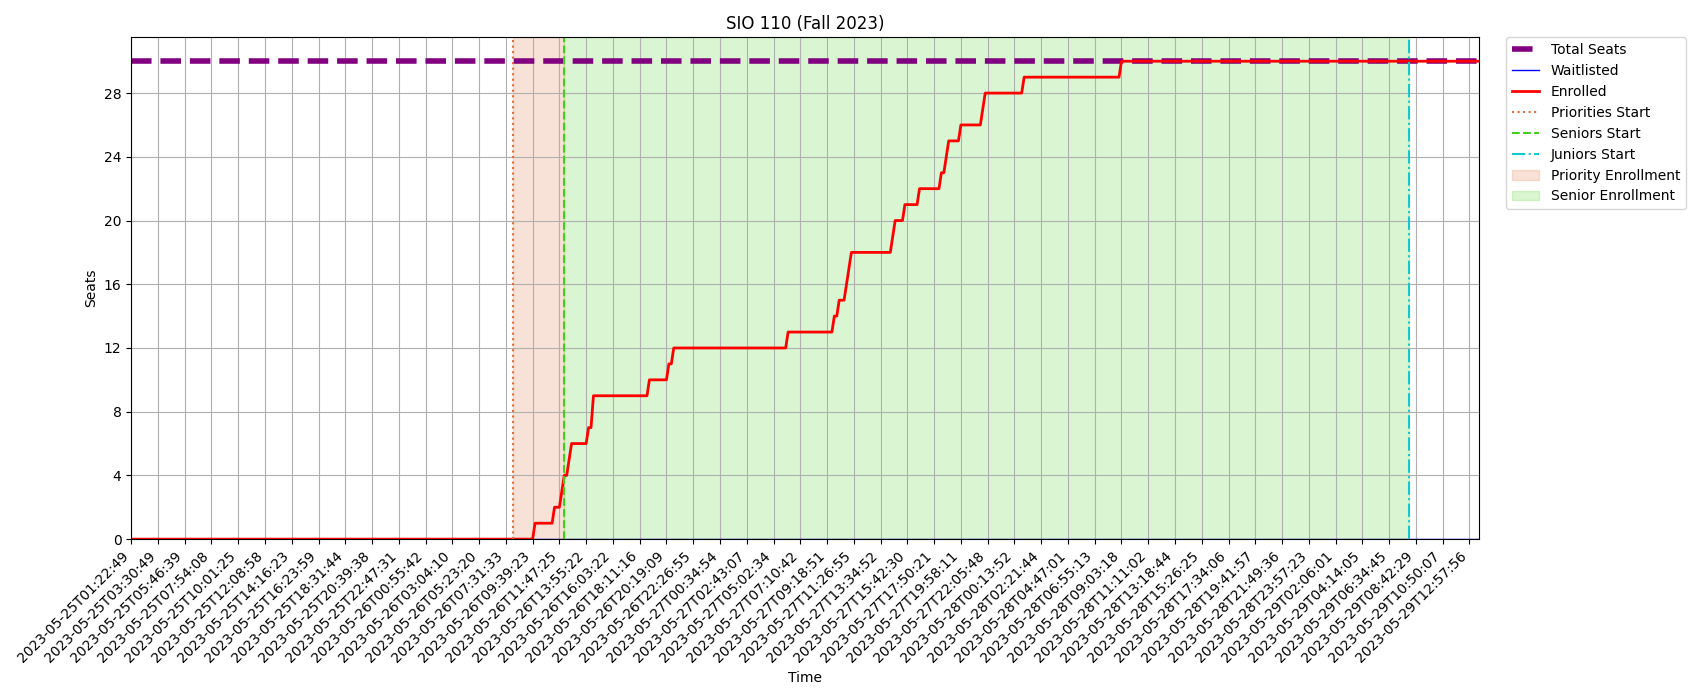 SIO 110 (Fall 2023)
Total Seats
Waitlisted
Enrolled
Priorities Start
Seniors Start
Juniors Start
Priority Enrollment
Senior Enrollment
Seats
28
24
20
16
12
8
4
0
2023-05-25T01:22:49
2023-05-25T03:30:49
2023-05-25T05:46:39
2023-05-25T07:54:08
2023-05-25T10:01:25
2023-05-25T12:08:58
2023-05-25T14:16:23
2023-05-25T16:23:59
2023-05-25T18:31:44
2023-05-25T20:39:38
2023-05-25T22:47:31
2023-05-26T00:55:42
2023-05-26T03:04:10
2023-05-26T05:23:20
2023-05-26T07:31:33
2023-05-26T09:39:23
2023-05-26T11:47:25
2023-05-26T13:55:22
2023-05-26T16:03:22
2023-05-26T18:11:16
2023-05-26T20:19:09
2023-05-26T22:26:55
2023-05-27T00:34:54
2023-05-27T02:43:07
2023-05-27T05:02:34
2023-05-27T07:10:42
2023-05-27T09:18:51
2023-05-27T11:26:55
2023-05-27T13:34:52
2023-05-27T15:42:30
2023-05-27T17:50:21
2023-05-27T19:58:11
2023-05-27T22:05:48
2023-05-28T00:13:52
2023-05-28T02:21:44
2023-05-28T04:47:01
2023-05-28T06:55:13
2023-05-28T09:03:18
2023-05-28T11:11:02
2023-05-28T13:18:44
2023-05-28T15:26:25
2023-05-28T17:34:06
2023-05-28T19:41:57
2023-05-28T21:49:36
2023-05-28T23:57:23
2023-05-29T02:06:01
2023-05-29T04:14:05
2023-05-29T06:34:45
2023-05-29T08:42:29
2023-05-29T10:50:07
2023-05-29T12:57:56
Time